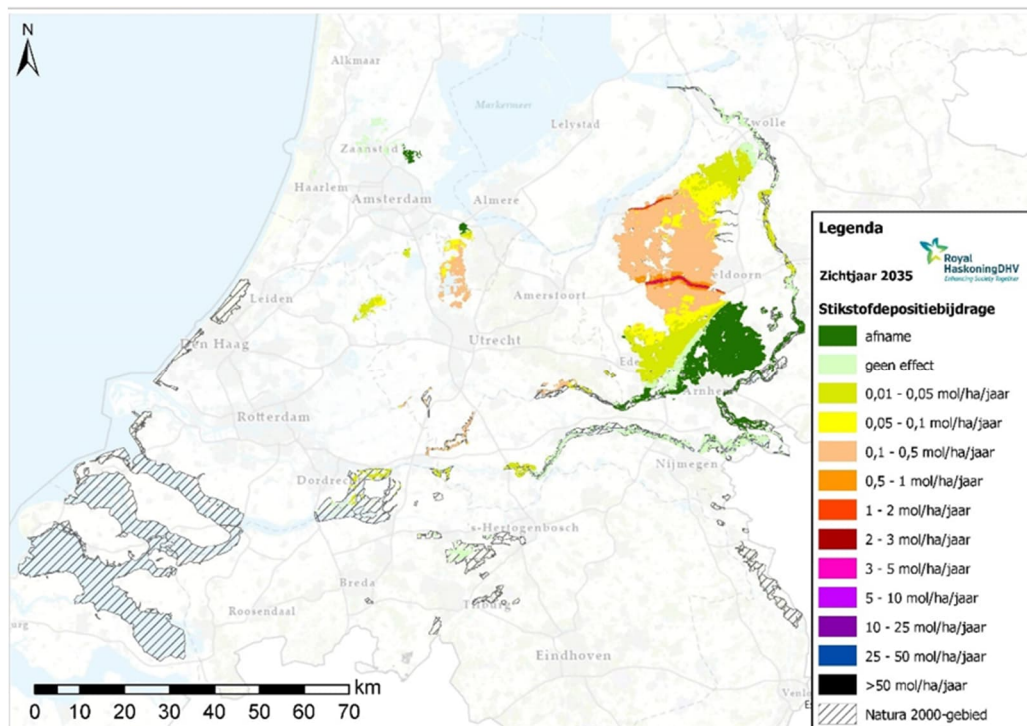 N
Alkmaar
Markermeer
Lelystad
Zwolle
Zaanstad
Haarlem
Almere
Amsterdam
eldoorn
Leiden
Amersfoort
Den Haag
Utrecht
Ede
Arnhe
Rotterdam
Nijmegen
Dordrec
's-Hertogenbosch
Breda
Tilburg
Roosendaal
urg
Eindhoven
Venlo
0 10 20 30 40 50 60 70
km
Legenda
Royal
HaskoningDHV
Enhancing Society Together
Zichtjaar 2035
Stikstofdepositiebijdrage
afname
geen effect
0,01 - 0,05 mol/ha/jaar
0,05 - 0,1 mol/ha/jaar
0,1 - 0,5 mol/ha/jaar
0,5 - 1 mol/ha/jaar
1 - 2 mol/ha/jaar
2 - 3 mol/ha/jaar
3 - 5 mol/ha/jaar
5 - 10 mol/ha/jaar
10 - 25 mol/ha/jaar
25 - 50 mol/ha/jaar
>50 mol/ha/jaar
Natura 2000-gebied